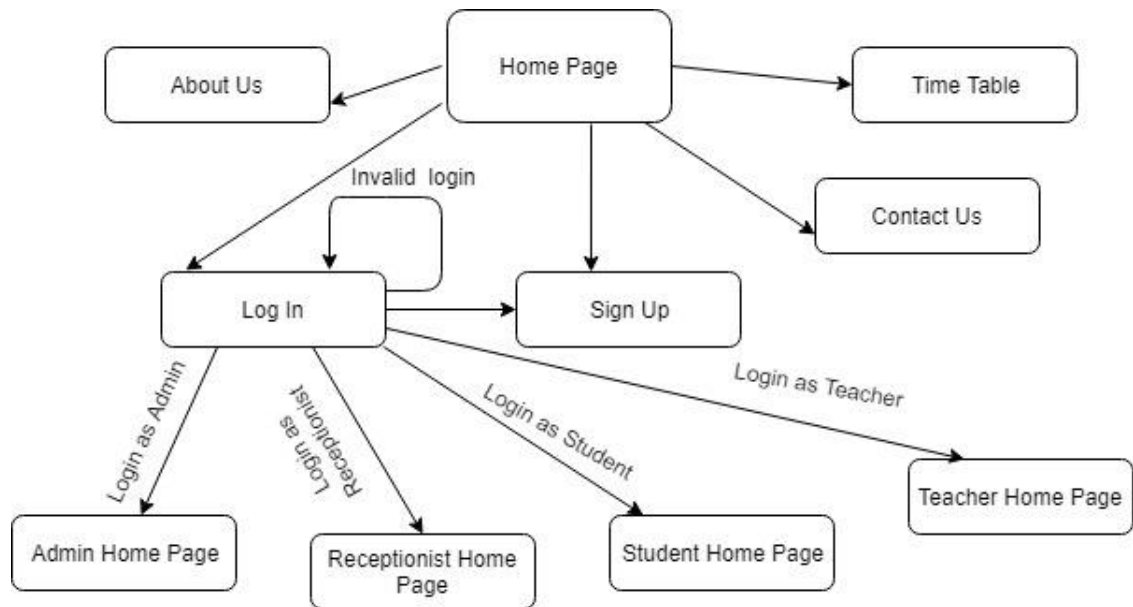 Home Page
About Us
Time Table
Invalid login
Contact Us
Log In
Sign Up
Login as Admin
Login as
Receptionist
Login as Student
Login as Teacher
Teacher Home Page
Admin Home Page
Receptionist Home
Page
Student Home Page